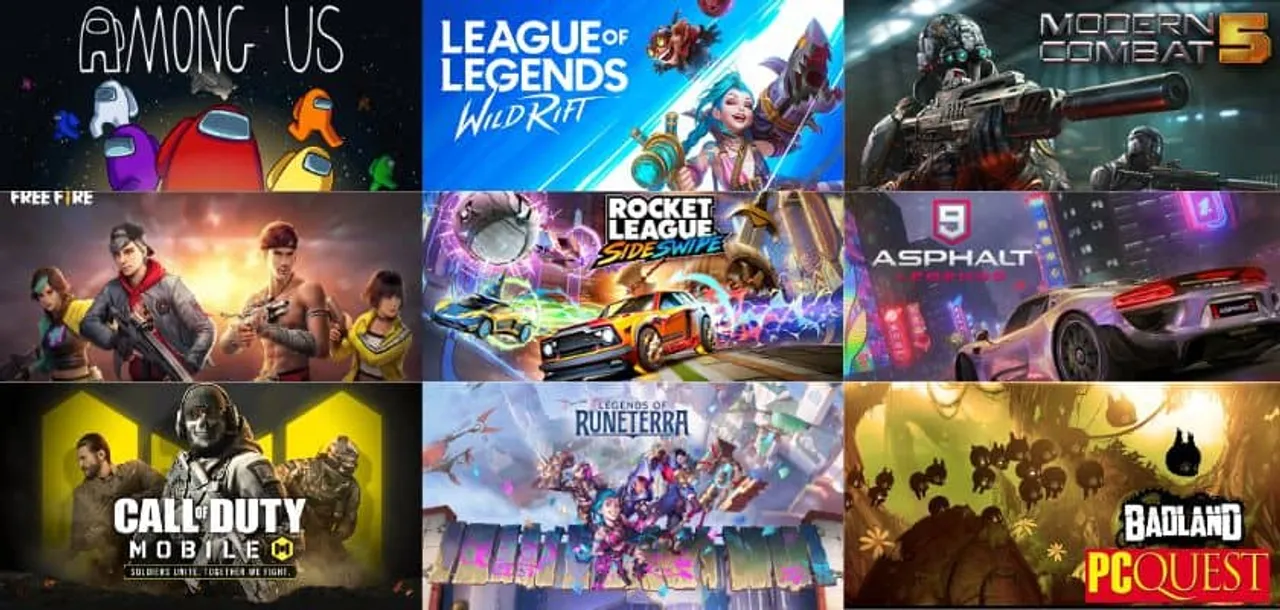 AMONG US
LEAGUE OF
LEGENDS
WILD RIFT
MODERN
COMBAT 5
FREE FIRE
ROCKET
LEAGUE
SIDESWIPE
9
ASPHALT
LEGENDS
CALL OF DUTY
MOBILE
SOLDIERS UNITE. TOGETHER WE FIGHT.
LEGENDS OF
RUNETERRA
BADLAND
PCQUEST